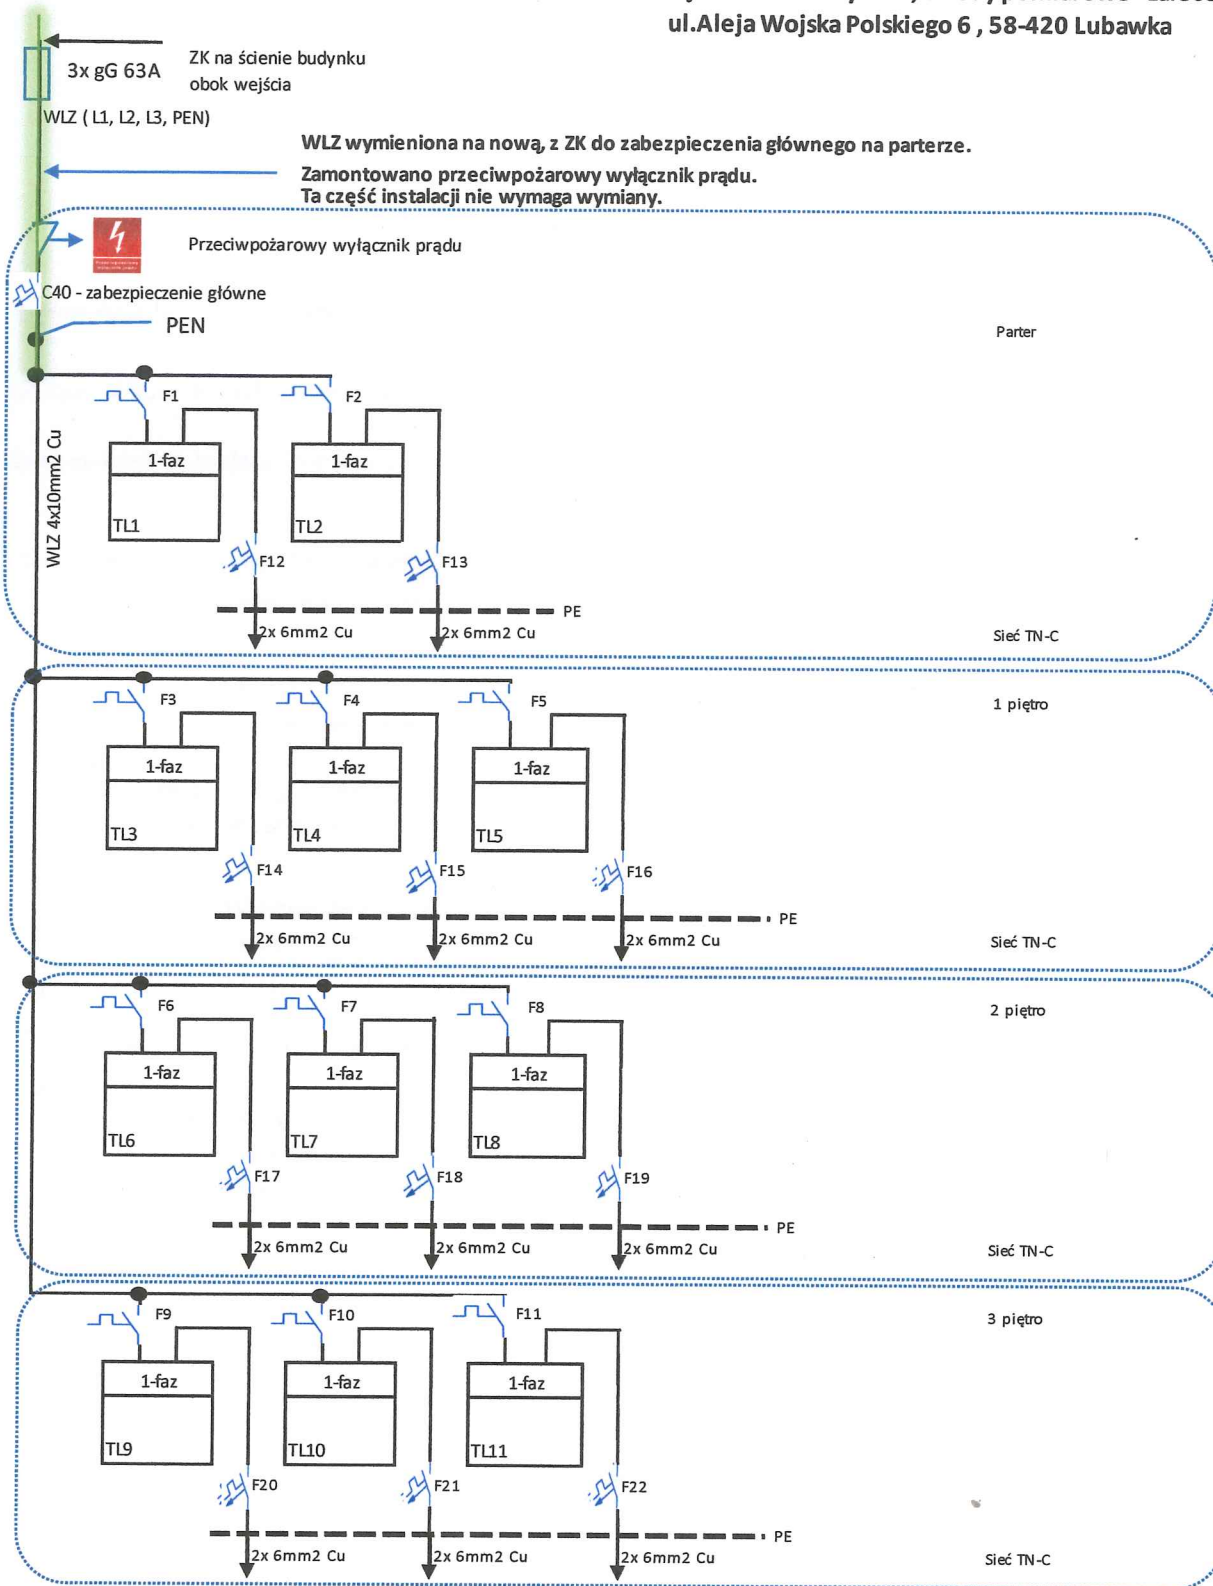 ul.Aleja Wojska Polskiego 6 , 58-420 Lubawka
3x gG 63A
ZK na ścienie budynku
obok wejścia
WLZ ( L1, L2, L3, PEN)
WLZ wymieniona na nową, z ZK do zabezpieczenia głównego na parterze.
Zamontowano przeciwpożarowy wyłącznik prądu.
Ta część instalacji nie wymaga wymiany.
Przeciwpożarowy wyłącznik prądu
C40 - zabezpieczenie główne
PEN
Parter
WLZ 4x10mm2 Cu
F1
F2
1-faz
1-faz
TL1
TL2
F12
F13
PE
2x 6mm2 Cu
2x 6mm2 Cu
Sieć TN-C
F3
F4
F5
1 piętro
1-faz
1-faz
1-faz
TL3
TL4
TL5
F14
F15
F16
PE
2x 6mm2 Cu
2x 6mm2 Cu
2x 6mm2 Cu
Sieć TN-C
F6
F7
F8
2 piętro
1-faz
1-faz
1-faz
TL6
TL7
TL8
F17
F18
F19
PE
2x 6mm2 Cu
2x 6mm2 Cu
2x 6mm2 Cu
Sieć TN-C
F9
F10
F11
3 piętro
1-faz
1-faz
1-faz
TL9
TL10
TL11
F20
F21
F22
PE
2x 6mm2 Cu
2x 6mm2 Cu
2x 6mm2 Cu
Sieć TN-C